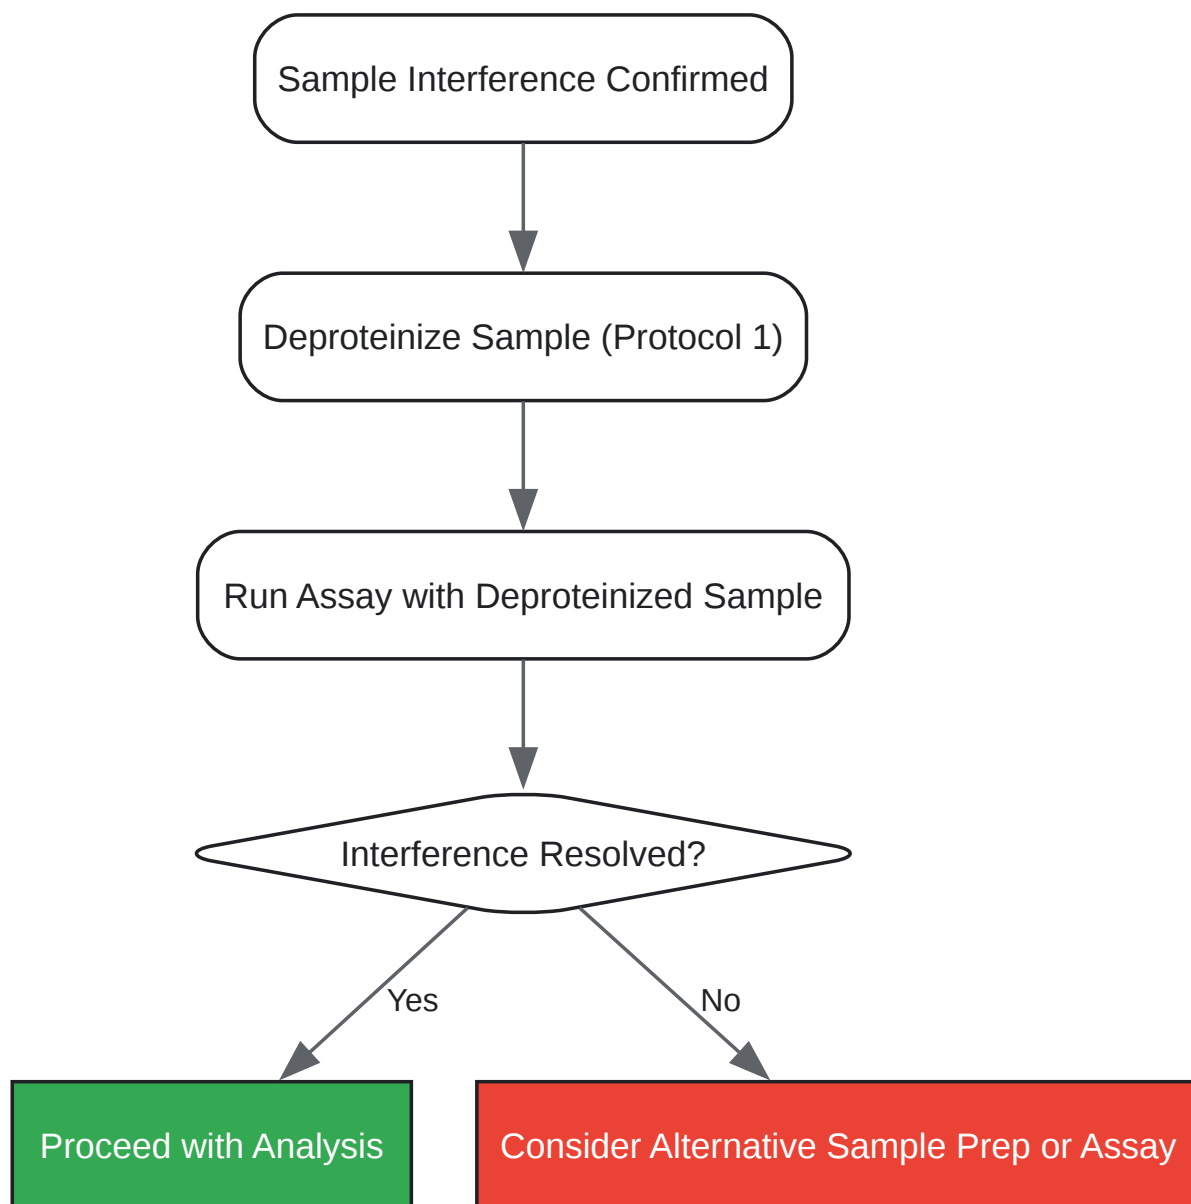 Sample Interference Confirmed
Deproteinize Sample (Protocol 1)
Run Assay with Deproteinized Sample
Interference Resolved?
Yes
No
Proceed with Analysis
Consider Alternative Sample Prep or Assay